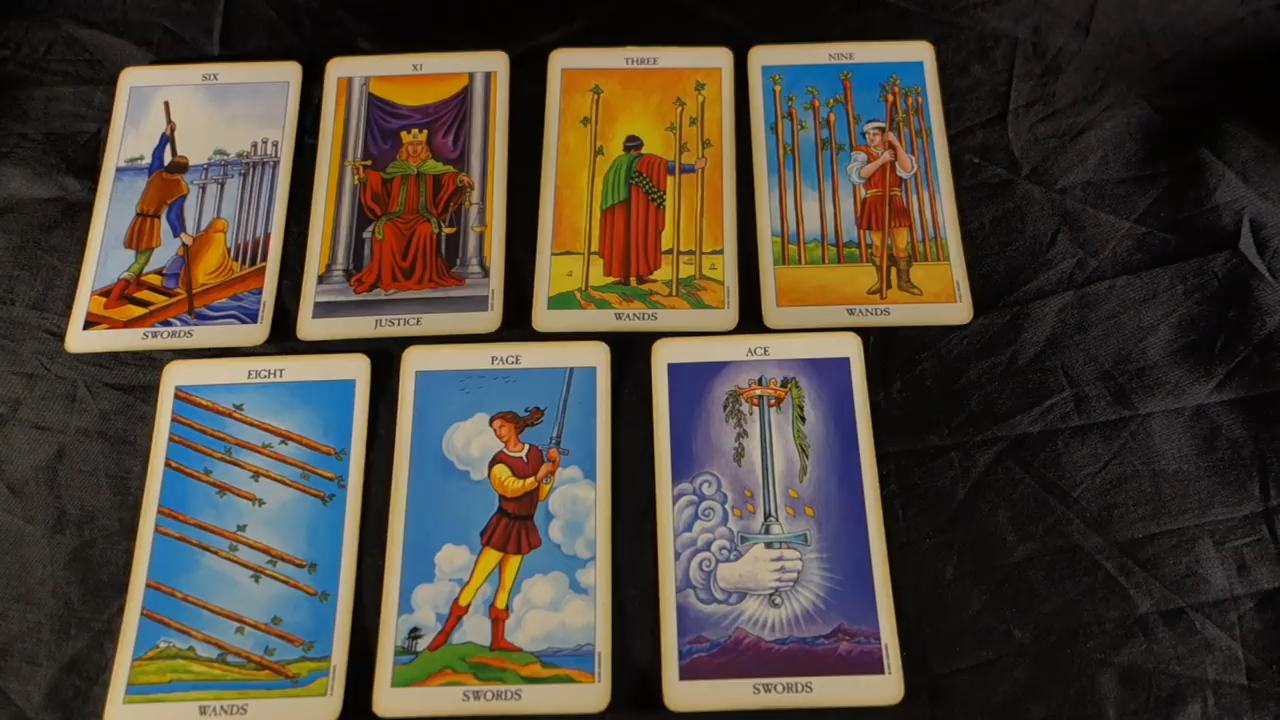 SIX
SWORDS
XI
JUSTICE
THREE
WANDS
NINE
WANDS
EIGHT
WANDS
PAGE
SWORDS
ACE
SWORDS